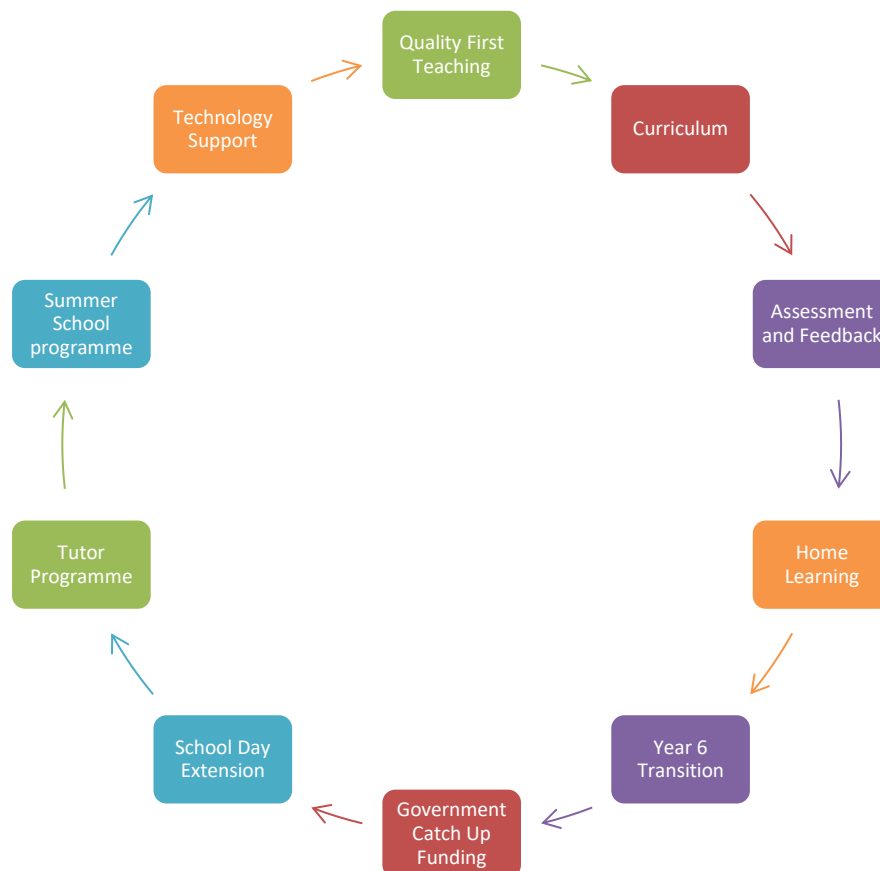 Quality First
Teaching
Curriculum
Assessment
and Feedback
Home
Learning
Year 6
Transition
Government
Catch Up
Funding
School Day
Extension
Tutor
Programme
Summer
School
programme
Technology
Support